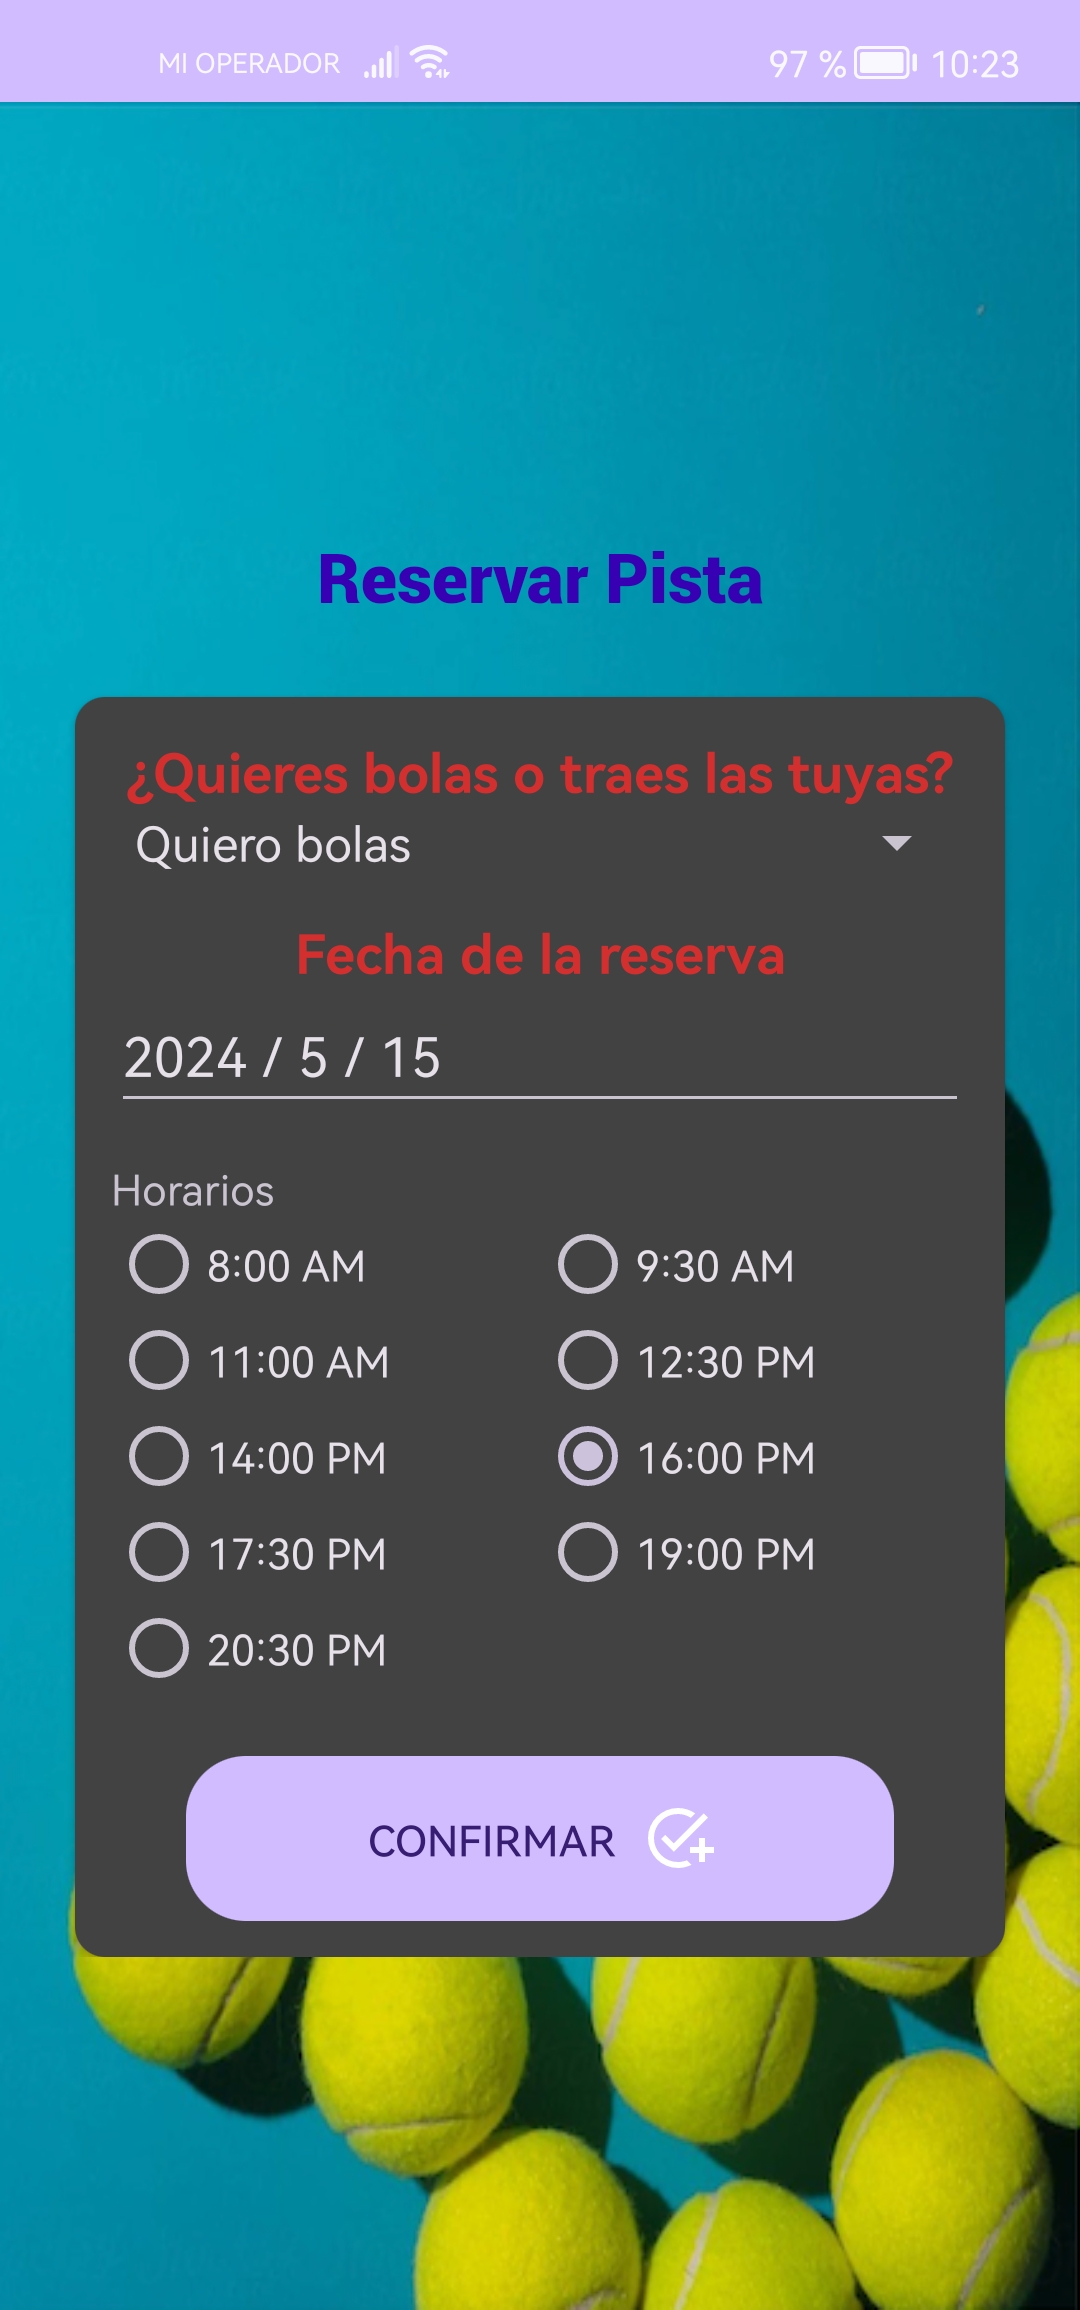 MI OPERADOR 97 % 10:23
Reservar Pista
¿Quieres bolas o traes las tuyas?
Quiero bolas
Fecha de la reserva
2024 / 5 / 15
Horarios
8:00 AM 9:30 AM
11:00 AM 12:30 PM
14:00 PM 16:00 PM
17:30 PM 19:00 PM
20:30 PM
CONFIRMAR